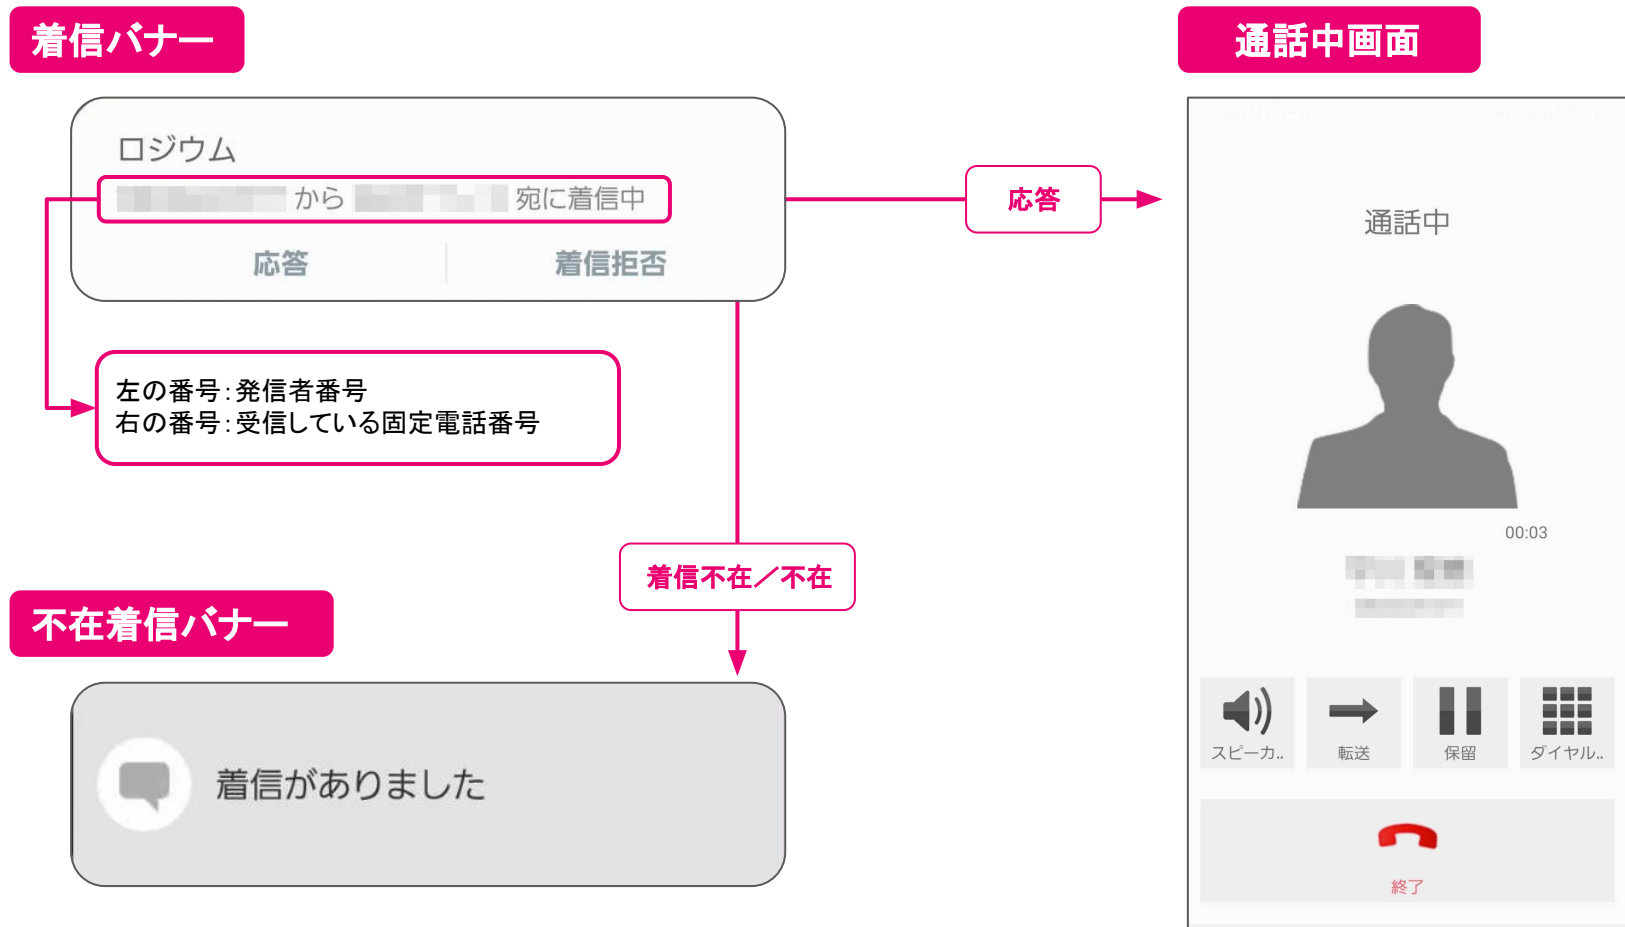 着信バナー
ロジウム
から 宛に着信中
応答 着信拒否
左の番号：発信者番号
右の番号：受信している固定電話番号
応答
着信不在／不在
不在着信バナー
着信がありました
通話中画面
通話中
00:03
スピーカ.. 転送 保留 ダイヤル..
終了